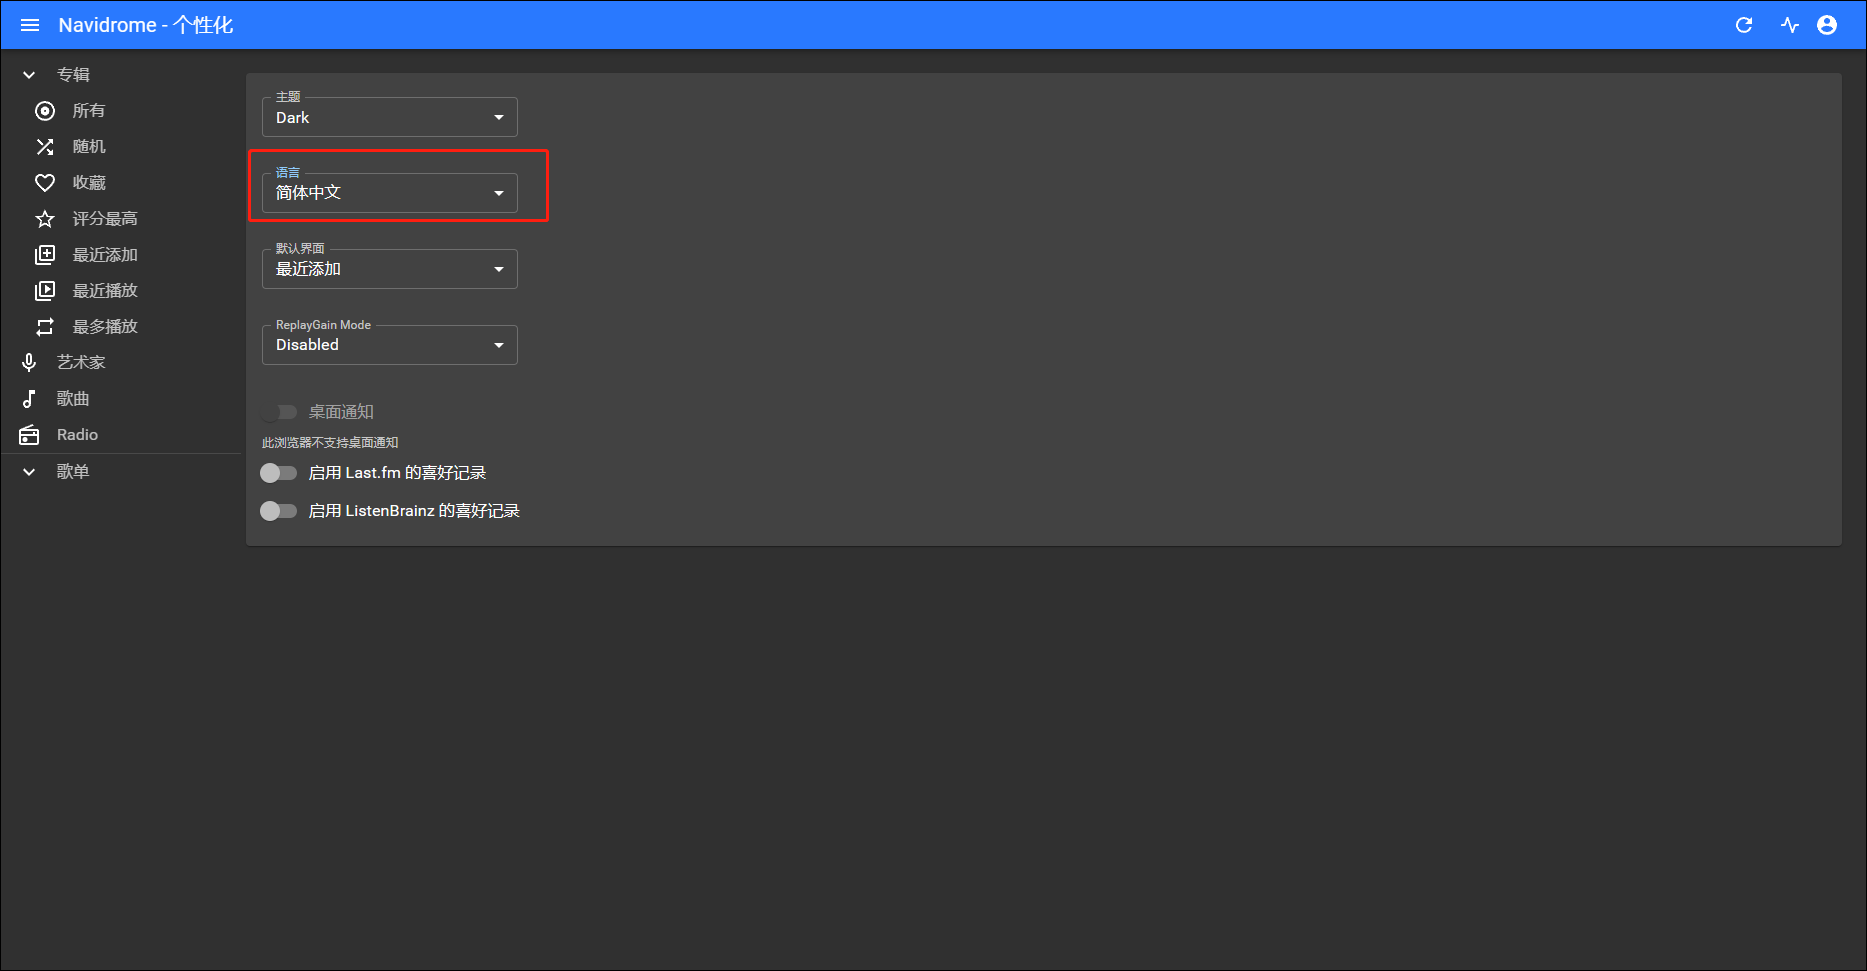 Navidrome - 个性化
专辑
所有
随机
收藏
评分最高
最近添加
最近播放
最多播放
艺术家
歌曲
Radio
歌单
主题
Dark
语言
简体中文
默认界面
最近添加
ReplayGain Mode
Disabled
桌面通知
此浏览器不支持桌面通知
启用 Last.fm 的喜好记录
启用 ListenBrainz 的喜好记录